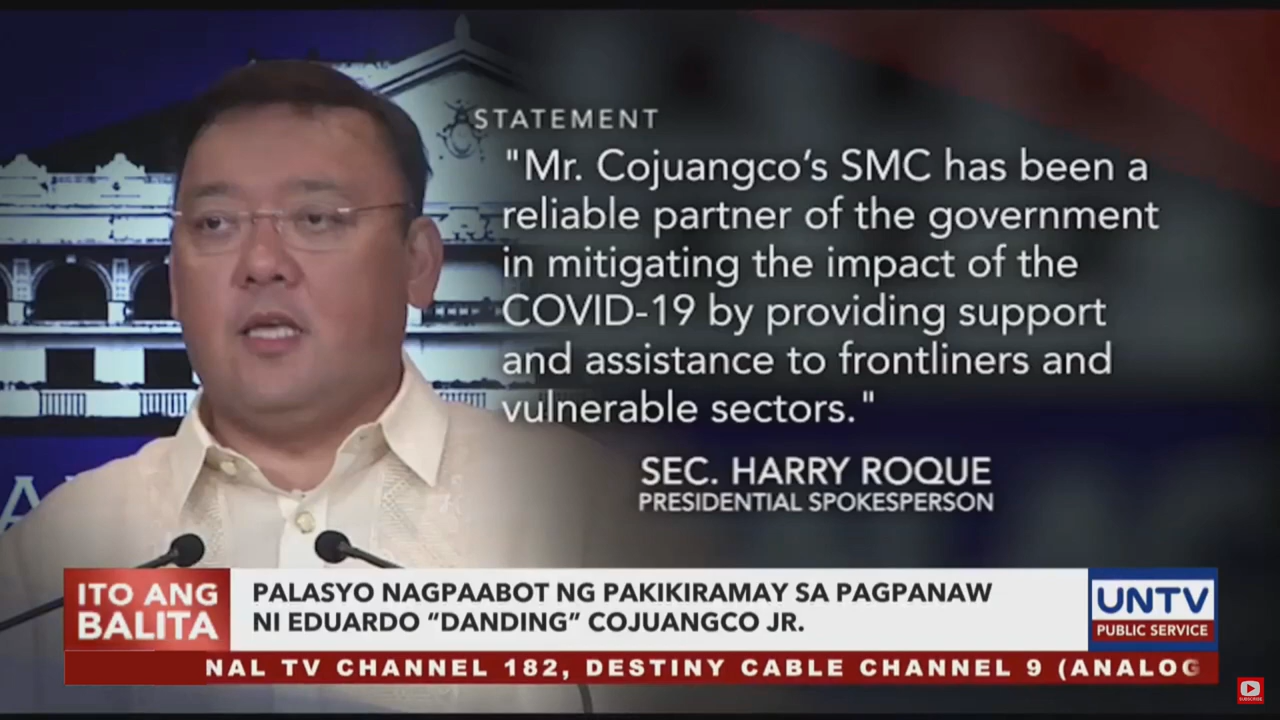 STATEMENT
"Mr. Cojuangco's SMC has been a
reliable partner of the government
in mitigating the impact of the
COVID-19 by providing support
and assistance to frontliners and
vulnerable sectors."
SEC. HARRY ROQUE
PRESIDENTIAL SPOKESPERSON
ITO ANG
BALITA
PALASYO NAGPAABOT NG PAKIKIRAMAY SA PAGPANAW
NI EDUARDO “DANDING” COJUANGCO JR.
UNTV
PUBLIC SERVICE
NAL TV CHANNEL 182, DESTINY CABLE CHANNEL 9 (ANALOG
SUBSCRIBE